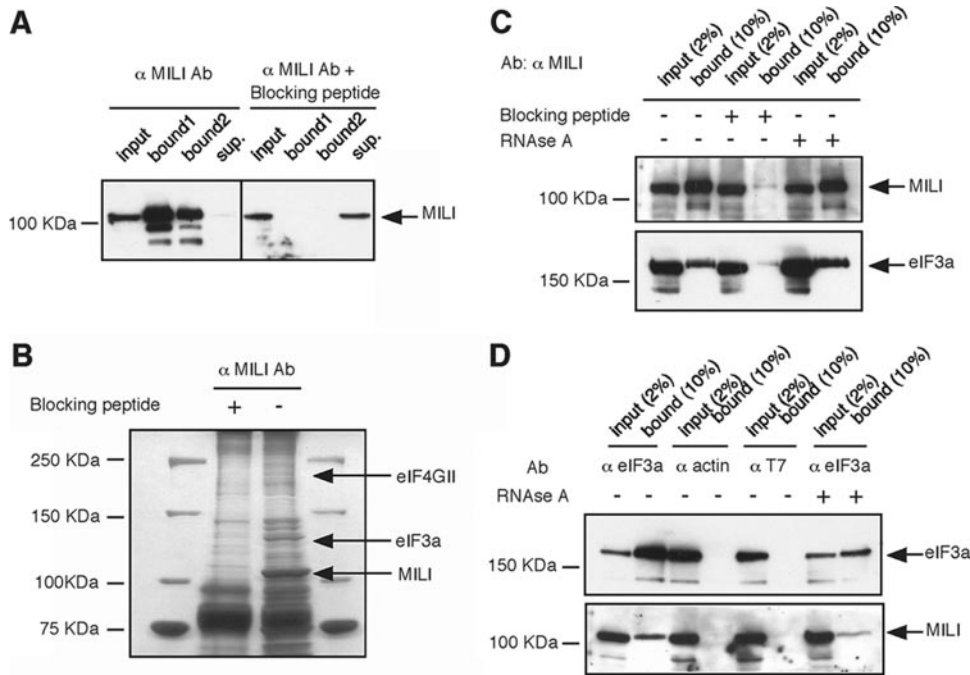 A
α MILI Ab
α MILI Ab +
Blocking peptide
input bound1 bound2 sup. input bound1 bound2 sup.
100 KDa
MILI
B
α MILI Ab
Blocking peptide + -
250 KDa
150 KDa
100KDa
75 KDa
eIF4GII
eIF3a
MILI
C
Ab: α MILI
input (2%) bound (10%) input (2%) bound (10%) input (2%) bound (10%)
Blocking peptide - - + + - -
RNAse A - - - - + +
100 KDa
MILI
150 KDa
eIF3a
D
input (2%) bound (10%) input (2%) bound (10%) input (2%) bound (10%) input (2%) bound (10%)
Ab α eIF3a α actin α T7 α eIF3a
RNAse A - - - - - - + +
150 KDa
eIF3a
100 KDa
MILI